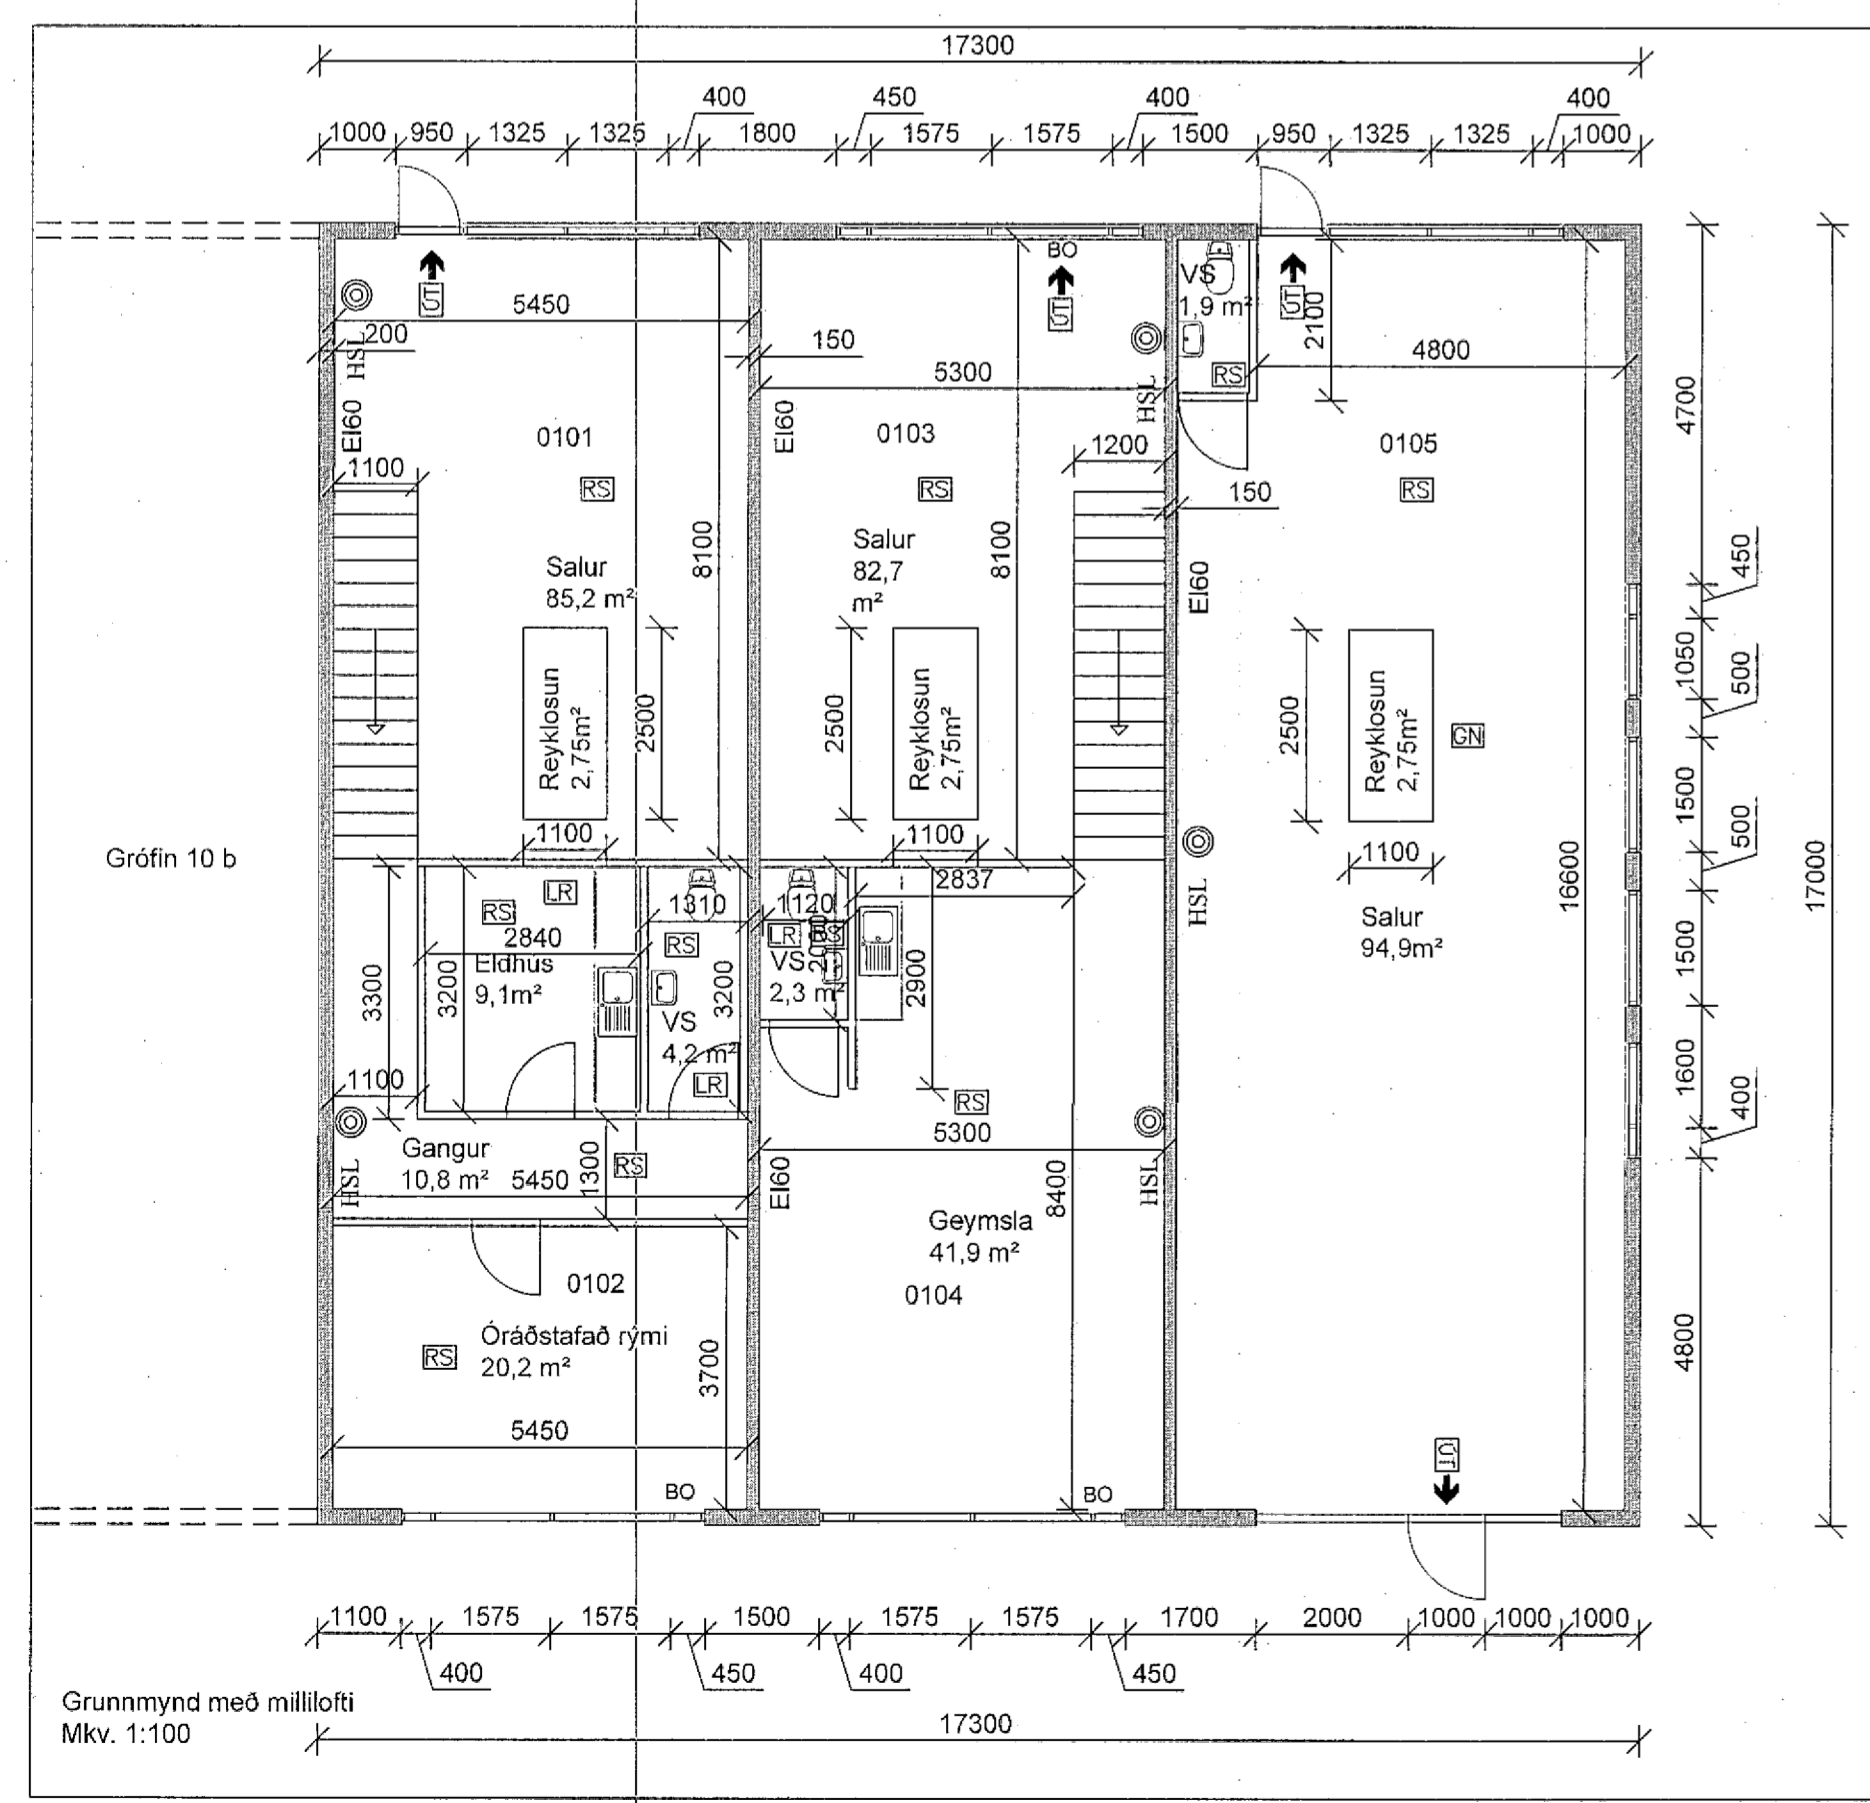 17300
400
450
400
400
1000 950 1325 1325 1800 1575 1575 1500 950 1325 1325 1000
BO
VS
1,9 m²
ÚT
ÚT
ÚT
2100
5450
200
150
5300
4800
HSL
HSL
EI60
EI60
0101
0103
0105
4700
1100
1200
RS
RS
RS
RS
150
8100
8100
Salur
85,2 m²
Salur
82,7
m²
EI60
450
1050
500
2500
2500
2500
Reyklosun
2,75m²
Reyklosun
2,75m²
Reyklosun
2,75m²
GN
1500
500
1100
1100
1100
Grófin 10 b
16600
17000
2837
LR
RS
1310
1120
HSL
Salur
94,9m²
2840
RS
LR
RS
Eldhús
9,1m²
VS
2,3 m²
2900
1500
3300
3200
3200
VS
4,2 m²
LR
1100
RS
1600
400
5300
Gangur
10,8 m²
5450
1300
RS
HSL
EI60
8400
HSL
Geymsla
41,9 m²
0102
0104
Óráðstafað rými
20,2 m²
RS
3700
4800
5450
BO
BO
ÚT
1100 1575 1575 1500 1575 1575 1700 2000 1000 1000 1000
400
450
400
450
Grunnmynd með millilofti
Mkv. 1:100
17300